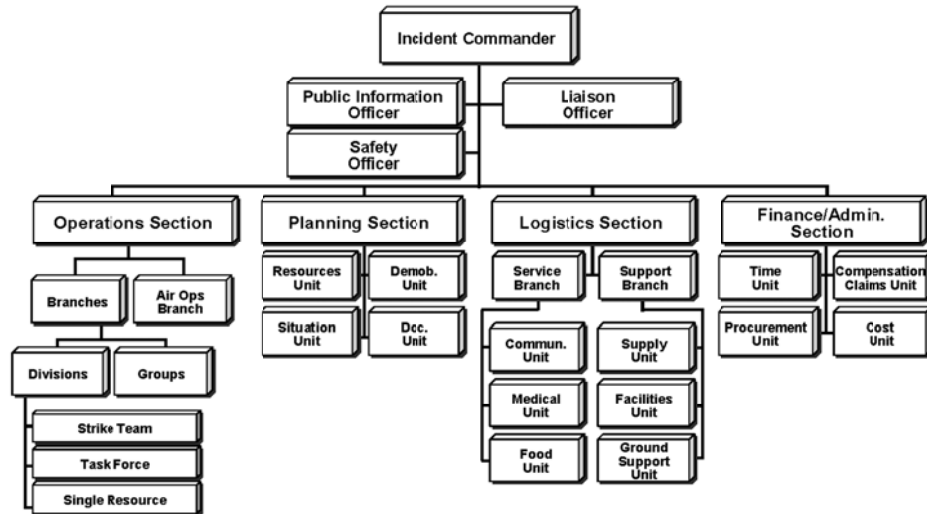 Incident Commander
Public Information
Officer
Liaison
Officer
Safety
Officer
Operations Section
Planning Section
Logistics Section
Finance/Admin.
Section
Branches
Air Ops
Branch
Divisions
Groups
Strike Team
Task Force
Single Resource
Resources
Unit
Demob.
Unit
Situation
Unit
Doc.
Unit
Service
Branch
Support
Branch
Commun.
Unit
Supply
Unit
Medical
Unit
Facilities
Unit
Food
Unit
Ground
Support
Unit
Time
Unit
Compensation
Claims Unit
Procurement
Unit
Cost
Unit